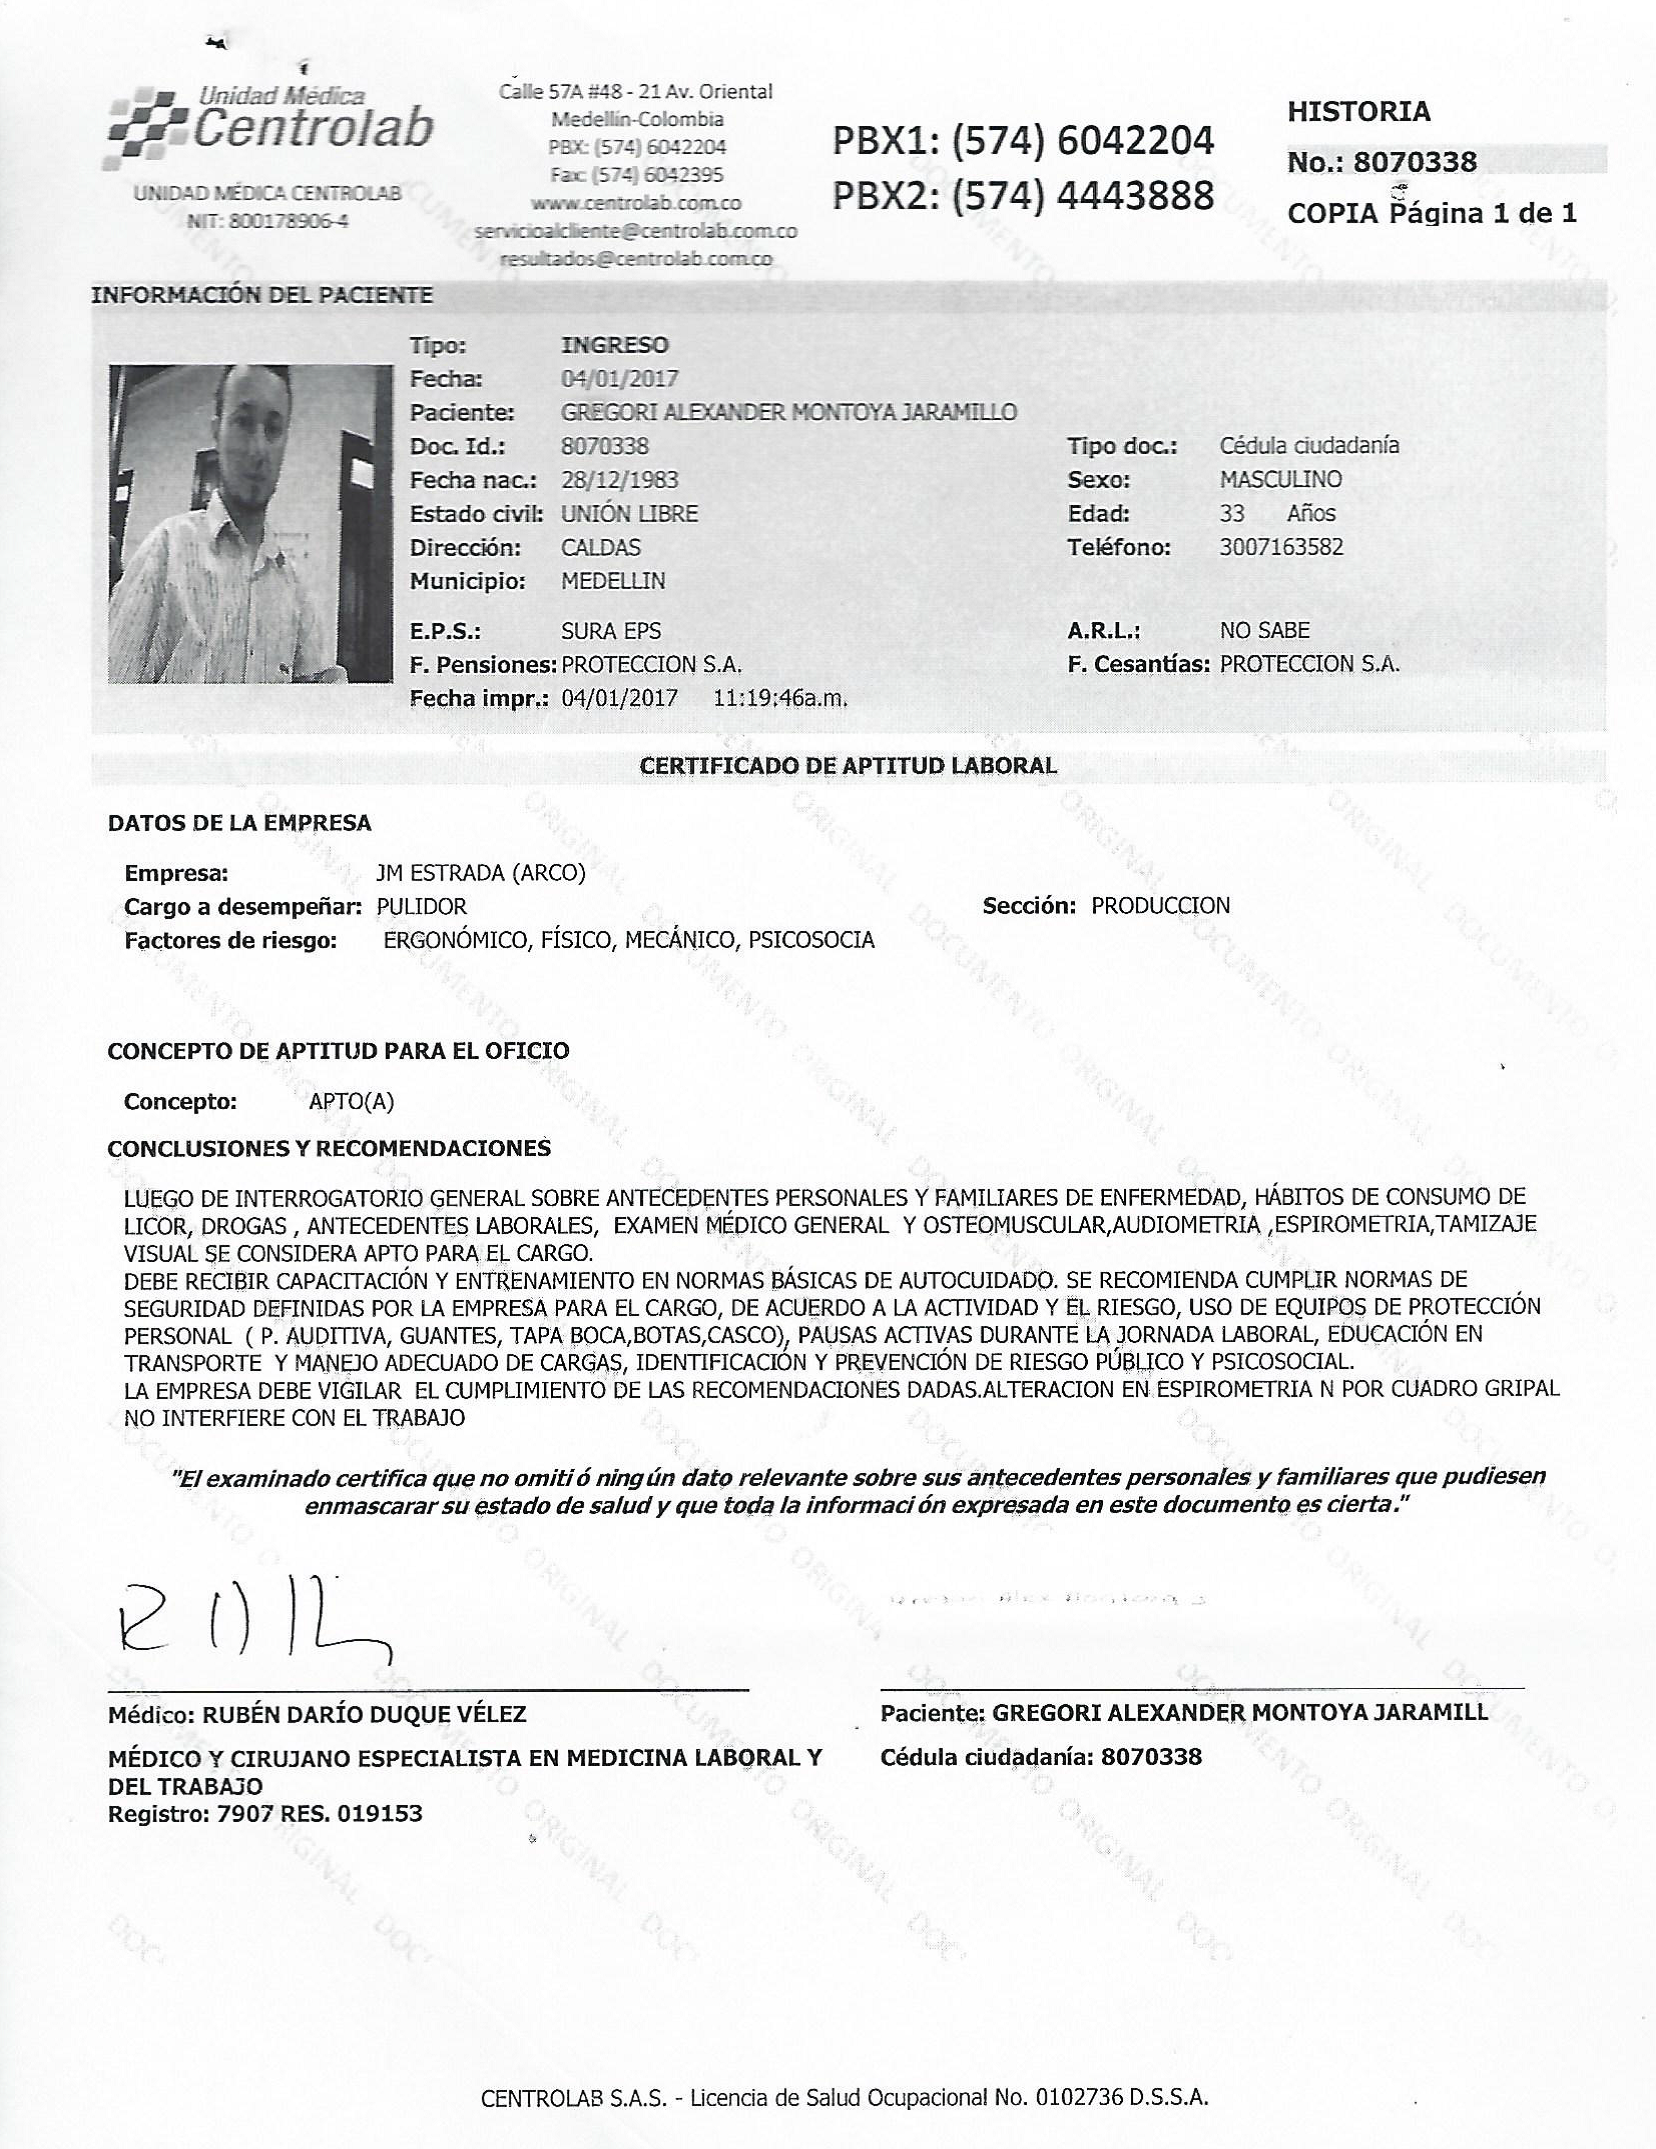 Unidad Médica
Centrolab
UNIDAD MÉDICA CENTROLAB
NIT: 800178906-4
Calle 57A #48 - 21 Av. Oriental
Medellín-Colombia
PBX: (574) 6042204
Fax: (574) 6042395
www.centrolab.com.co
servicioalcliente@centrolab.com.co
resultados@centrolab.com.co
PBX1: (574) 6042204
PBX2: (574) 4443888
HISTORIA
No.: 8070338
COPIA Página 1 de 1
INFORMACIÓN DEL PACIENTE
Tipo: INGRESO
Fecha: 04/01/2017
Paciente: GREGORI ALEXANDER MONTOYA JARAMILLO
Doc. Id.: 8070338 Tipo doc.: Cédula ciudadanía
Fecha nac.: 28/12/1983 Sexo: MASCULINO
Estado civil: UNIÓN LIBRE Edad: 33 Años
Dirección: CALDAS Teléfono: 3007163582
Municipio: MEDELLIN
E.P.S.: SURA EPS A.R.L.: NO SABE
F. Pensiones: PROTECCION S.A. F. Cesantías: PROTECCION S.A.
Fecha impr.: 04/01/2017 11:19:46a.m.
CERTIFICADO DE APTITUD LABORAL
DATOS DE LA EMPRESA
Empresa: JM ESTRADA (ARCO)
Cargo a desempeñar: PULIDOR Sección: PRODUCCION
Factores de riesgo: ERGONÓMICO, FÍSICO, MECÁNICO, PSICOSOCIA
CONCEPTO DE APTITUD PARA EL OFICIO
Concepto: APTO(A)
CONCLUSIONES Y RECOMENDACIONES
LUEGO DE INTERROGATORIO GENERAL SOBRE ANTECEDENTES PERSONALES Y FAMILIARES DE ENFERMEDAD, HÁBITOS DE CONSUMO DE
LICOR, DROGAS , ANTECEDENTES LABORALES, EXAMEN MÉDICO GENERAL Y OSTEOMUSCULAR,AUDIOMETRIA ,ESPIROMETRIA,TAMIZAJE
VISUAL SE CONSIDERA APTO PARA EL CARGO.
DEBE RECIBIR CAPACITACIÓN Y ENTRENAMIENTO EN NORMAS BÁSICAS DE AUTOCUIDADO. SE RECOMIENDA CUMPLIR NORMAS DE
SEGURIDAD DEFINIDAS POR LA EMPRESA PARA EL CARGO, DE ACUERDO A LA ACTIVIDAD Y EL RIESGO, USO DE EQUIPOS DE PROTECCIÓN
PERSONAL ( P. AUDITIVA, GUANTES, TAPA BOCA,BOTAS,CASCO), PAUSAS ACTIVAS DURANTE LA JORNADA LABORAL, EDUCACIÓN EN
TRANSPORTE Y MANEJO ADECUADO DE CARGAS, IDENTIFICACIÓN Y PREVENCIÓN DE RIESGO PÚBLICO Y PSICOSOCIAL.
LA EMPRESA DEBE VIGILAR EL CUMPLIMIENTO DE LAS RECOMENDACIONES DADAS.ALTERACION EN ESPIROMETRIA N POR CUADRO GRIPAL
NO INTERFIERE CON EL TRABAJO
"El examinado certifica que no omiti ó ning ún dato relevante sobre sus antecedentes personales y familiares que pudiesen
enmascarar su estado de salud y que toda la informaci ón expresada en este documento es cierta."
Médico: RUBÉN DARÍO DUQUE VÉLEZ
MÉDICO Y CIRUJANO ESPECIALISTA EN MEDICINA LABORAL Y
DEL TRABAJO
Registro: 7907 RES. 019153
Paciente: GREGORI ALEXANDER MONTOYA JARAMILL
Cédula ciudadanía: 8070338
DOCUMENTO ORIGINAL
CENTROLAB S.A.S. - Licencia de Salud Ocupacional No. 0102736 D.S.S.A.